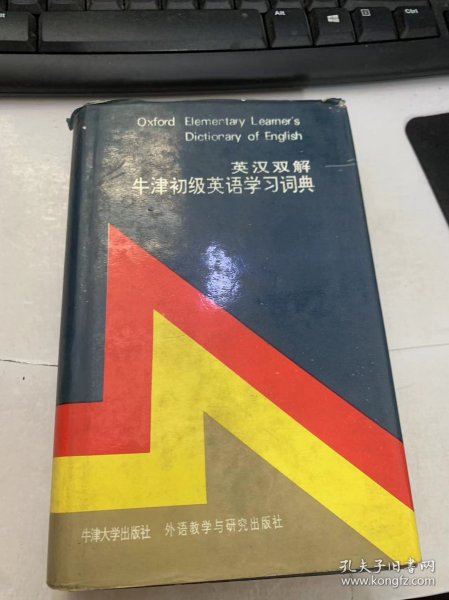 Alt
Ctrl
Oxford Elementary Learner's
Dictionary of English
英汉双解
牛津初级英语学习词典
牛津大学出版社 外语教学与研究出版社
孔夫子旧书网
www.kongfz.com